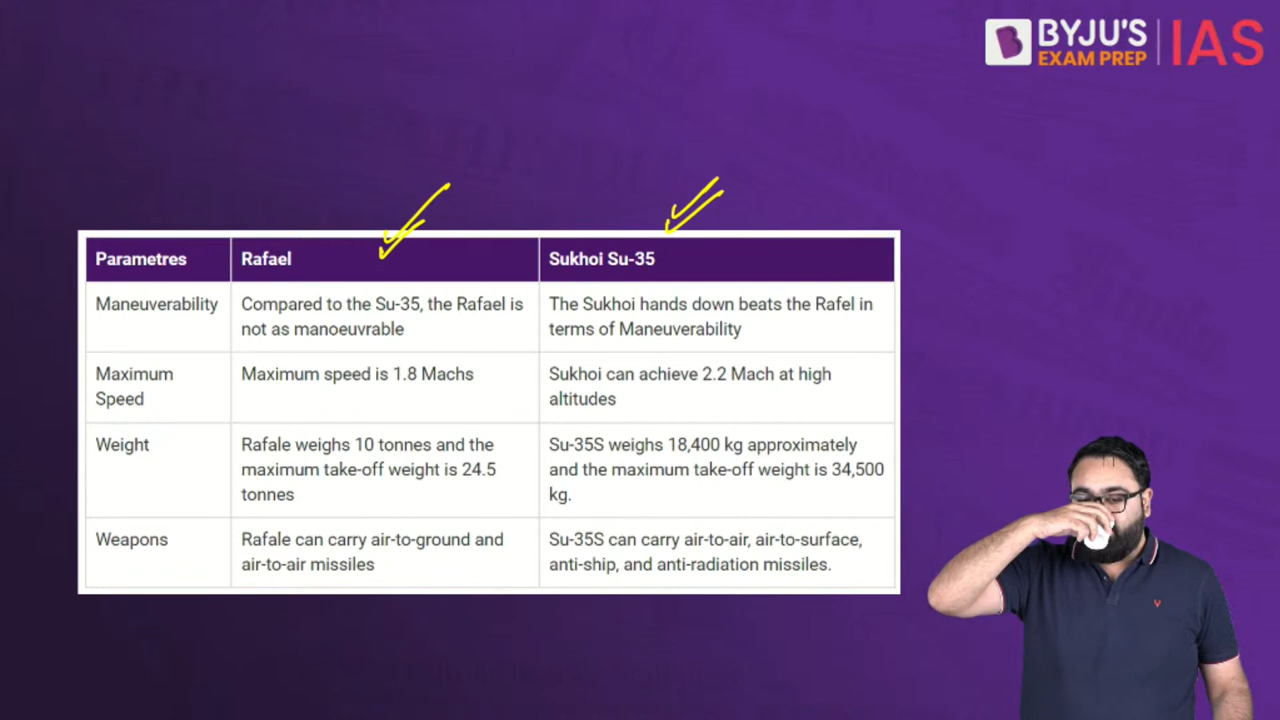 BYJU'S
EXAM PREP
IAS
Parametres
Rafael
Sukhoi Su-35
Maneuverability
Compared to the Su-35, the Rafael is
not as manoeuvrable
The Sukhoi hands down beats the Rafel in
terms of Maneuverability
Maximum
Speed
Maximum speed is 1.8 Machs
Sukhoi can achieve 2.2 Mach at high
altitudes
Weight
Rafale weighs 10 tonnes and the
maximum take-off weight is 24.5
tonnes
Su-35S weighs 18,400 kg approximately
and the maximum take-off weight is 34,500
kg.
Weapons
Rafale can carry air-to-ground and
air-to-air missiles
Su-35S can carry air-to-air, air-to-surface,
anti-ship, and anti-radiation missiles.